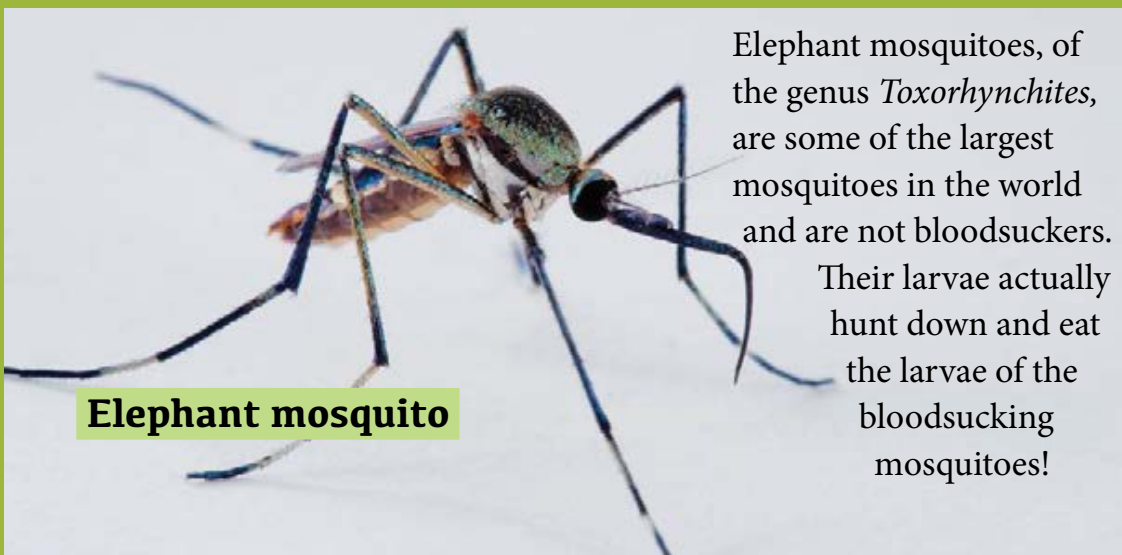 Elephant mosquitoes, of
the genus Toxorhynchites,
are some of the largest
mosquitoes in the world
and are not bloodsuckers.
Their larvae actually
hunt down and eat
the larvae of the
bloodsucking
mosquitoes!
Elephant mosquito